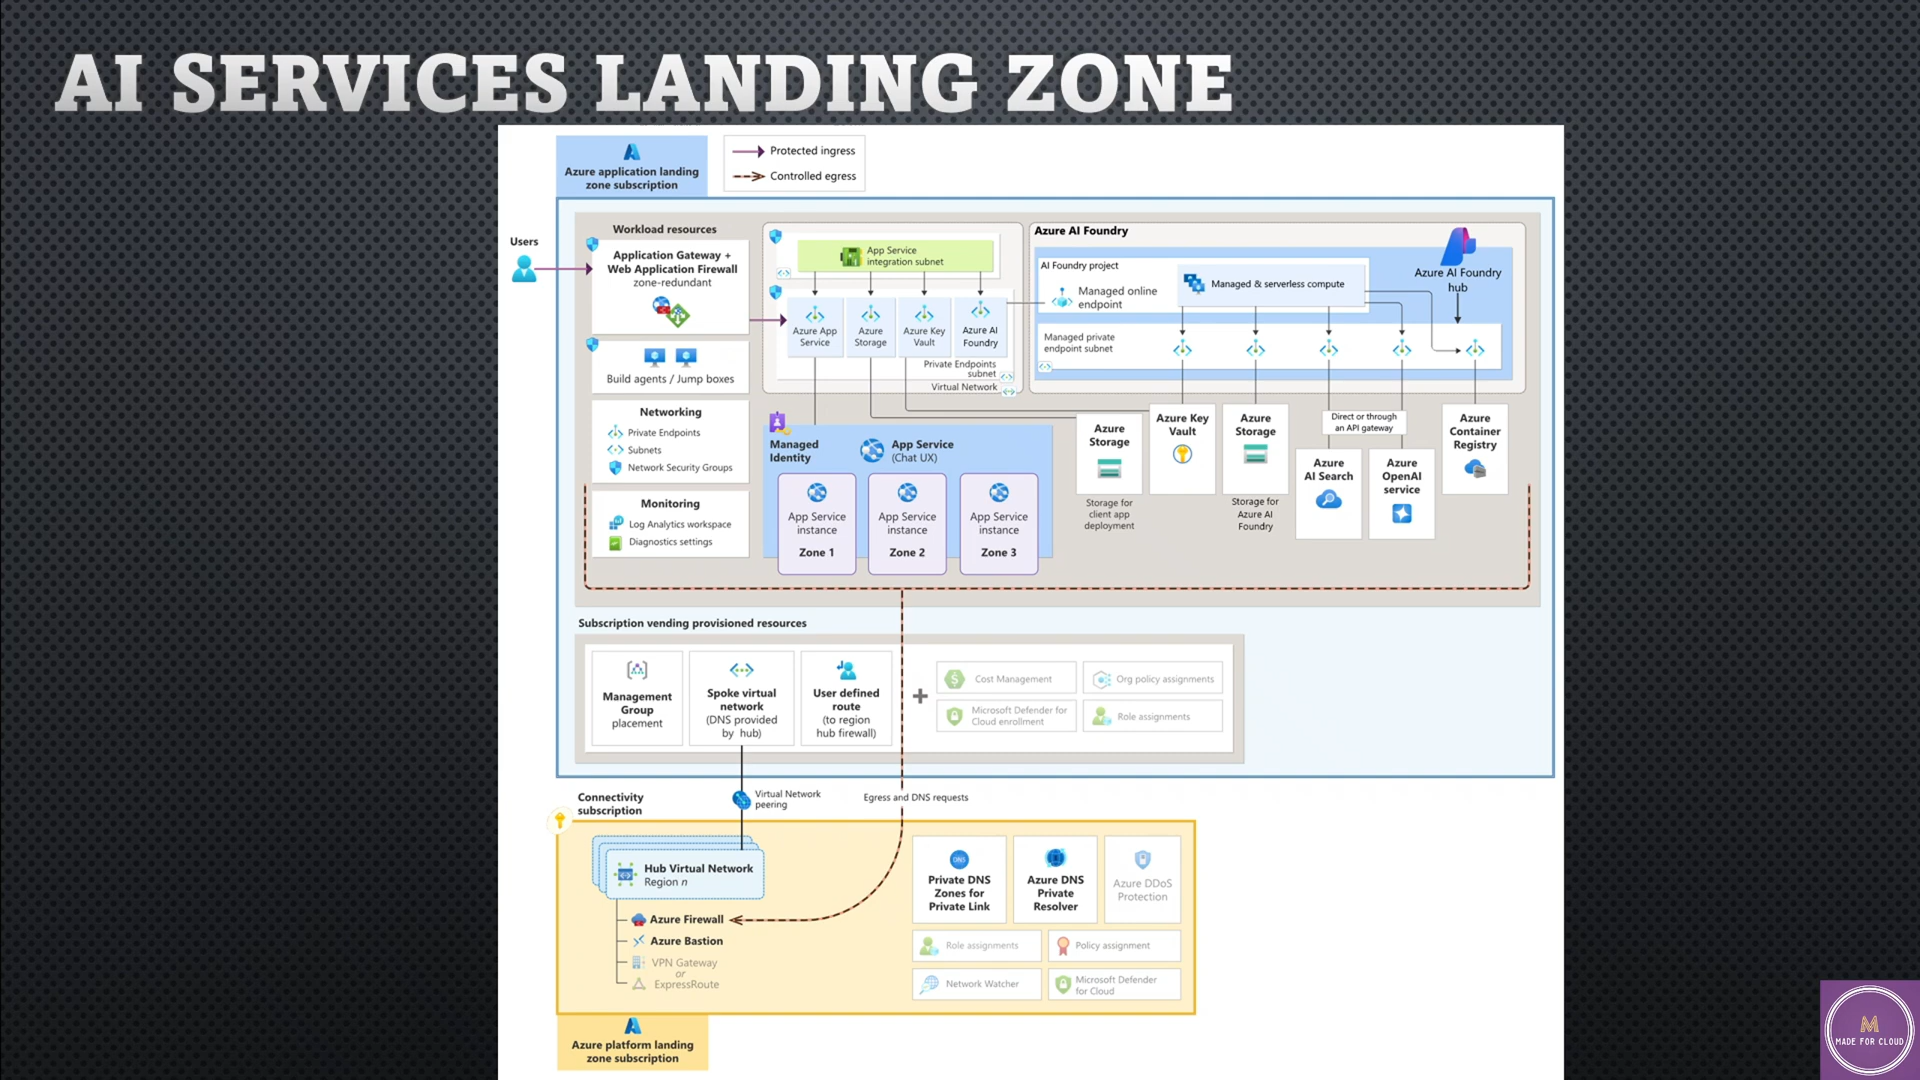 AI SERVICES LANDING ZONE
Azure application landing
zone subscription
Protected ingress
Controlled egress
Users
Workload resources
Application Gateway +
Web Application Firewall
zone-redundant
Build agents / Jump boxes
Networking
Private Endpoints
Subnets
Network Security Groups
Monitoring
Log Analytics workspace
Diagnostics settings
App Service
integration subnet
Azure App
Service
Azure
Storage
Azure Key
Vault
Azure AI
Foundry
Private Endpoints
subnet
Virtual Network
Azure AI Foundry
AI Foundry project
Managed online
endpoint
Managed & serverless compute
Azure AI Foundry
hub
Managed private
endpoint subnet
Managed
Identity
App Service
(Chat UX)
App Service
instance
Zone 1
App Service
instance
Zone 2
App Service
instance
Zone 3
Azure
Storage
Storage for
client app
deployment
Azure Key
Vault
Azure
Storage
Storage for
Azure AI
Foundry
Direct or through
an API gateway
Azure
AI Search
Azure
OpenAI
service
Azure
Container
Registry
Subscription vending provisioned resources
Management
Group
placement
Spoke virtual
network
(DNS provided
by hub)
User defined
route
(to region
hub firewall)
+
Cost Management
Org policy assignments
Microsoft Defender for
Cloud enrollment
Role assignments
Connectivity
subscription
Virtual Network
peering
Egress and DNS requests
Hub Virtual Network
Region n
Azure Firewall
Azure Bastion
VPN Gateway
or
ExpressRoute
DNS
Private DNS
Zones for
Private Link
Azure DNS
Private
Resolver
Azure DDoS
Protection
Role assignments
Policy assignment
Network Watcher
Microsoft Defender
for Cloud
Azure platform landing
zone subscription
M
MADE FOR CLOUD